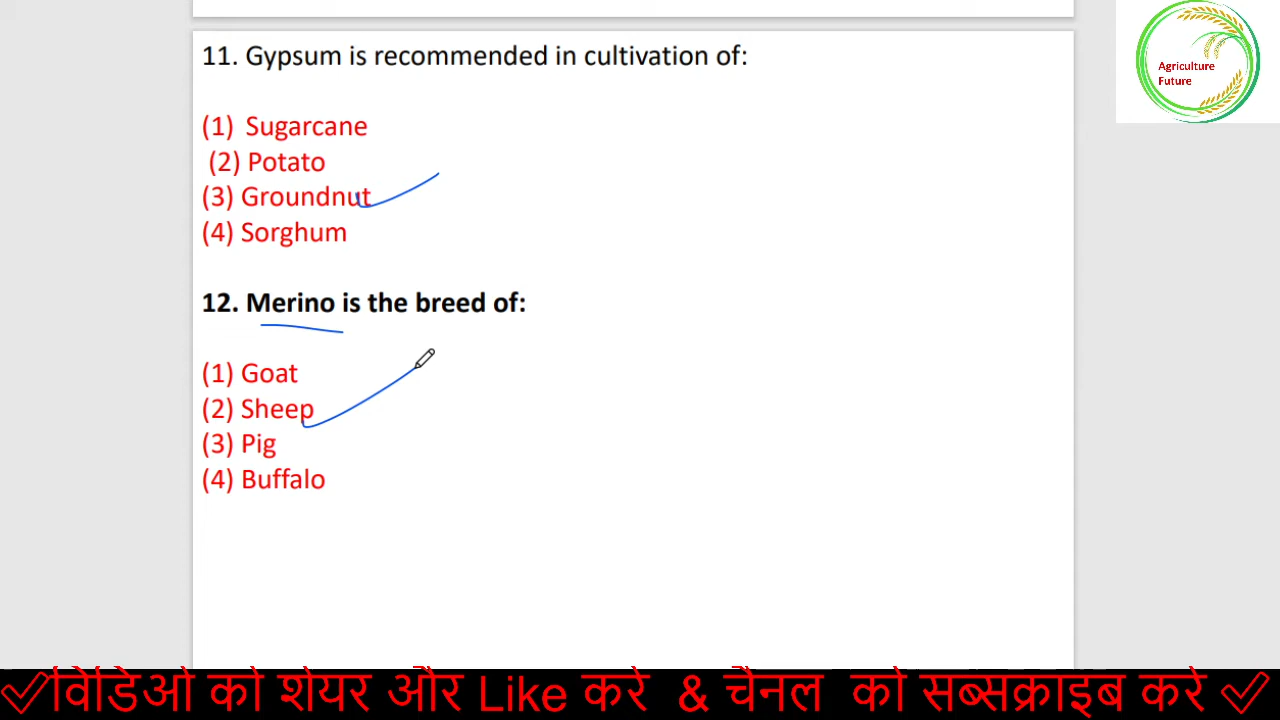 11. Gypsum is recommended in cultivation of:
(1) Sugarcane
(2) Potato
(3) Groundnut
(4) Sorghum
12. Merino is the breed of:
(1) Goat
(2) Sheep
(3) Pig
(4) Buffalo
Agriculture
Future
विडिओ को शेयर और Like करे & चैनल को सब्सक्राइब करे